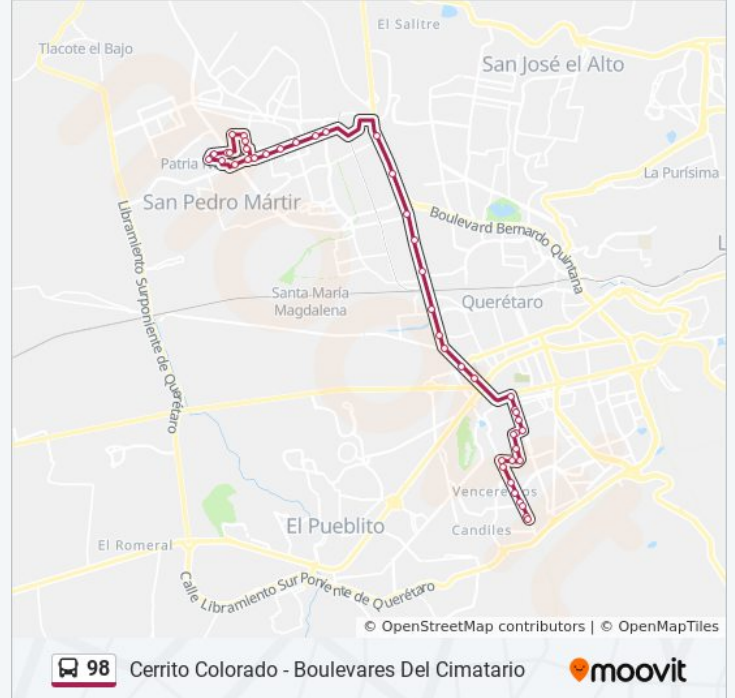 El Salitre
Tlacote el Bajo
San José el Alto
Patria N
La Purísima
San Pedro Mártir
Boulevard Bernardo Quintana
L
Libramiento Surponiente de Querétaro
Santa María
Magdalena
Querétaro
Candiles
El Pueblito
El Romeral
Calle Libramiento Sur Poniente de Querétaro
© OpenStreetMap contributors | © OpenMapTiles
98 Cerrito Colorado - Boulevares Del Cimatario moovit